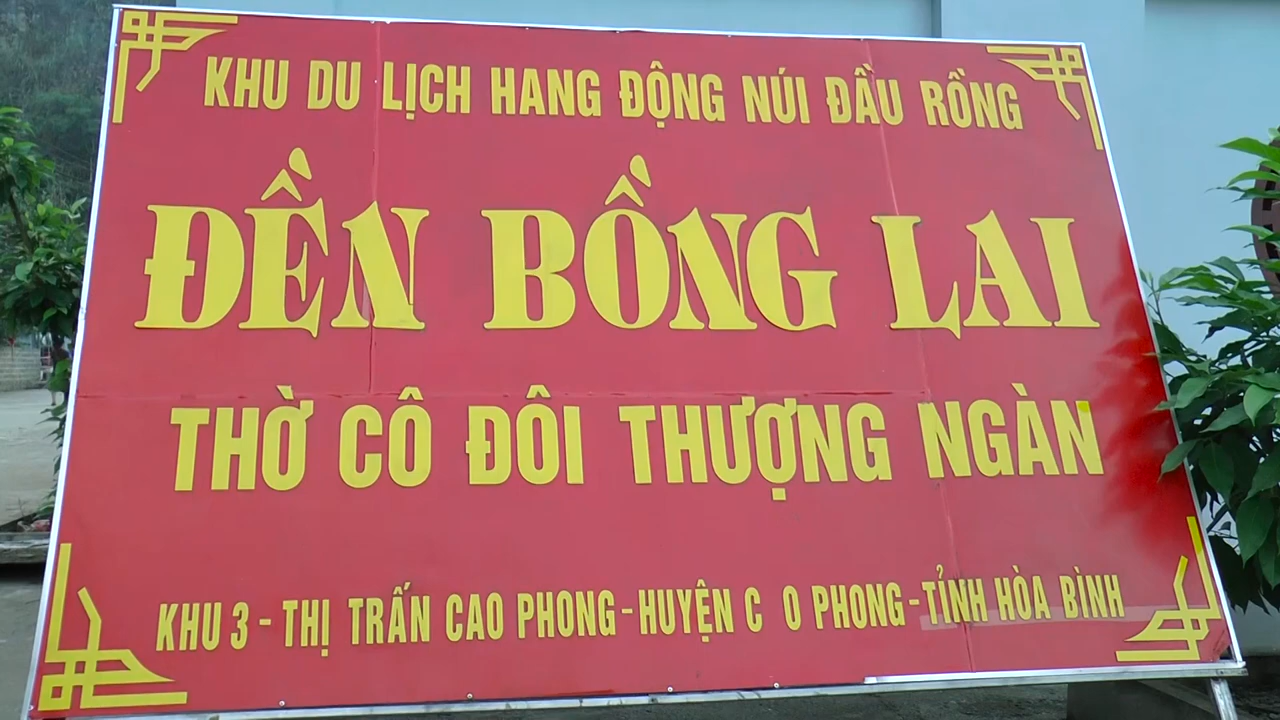 KHU DU LỊCH HANG ĐỘNG NÚI ĐẦU RỒNG
ĐỀN BỒNG LAI
THỜ CÔ ĐÔI THƯỢNG NGÀN
KHU 3 - THỊ TRẤN CAO PHONG - HUYỆN C O PHONG - TỈNH HÒA BÌNH